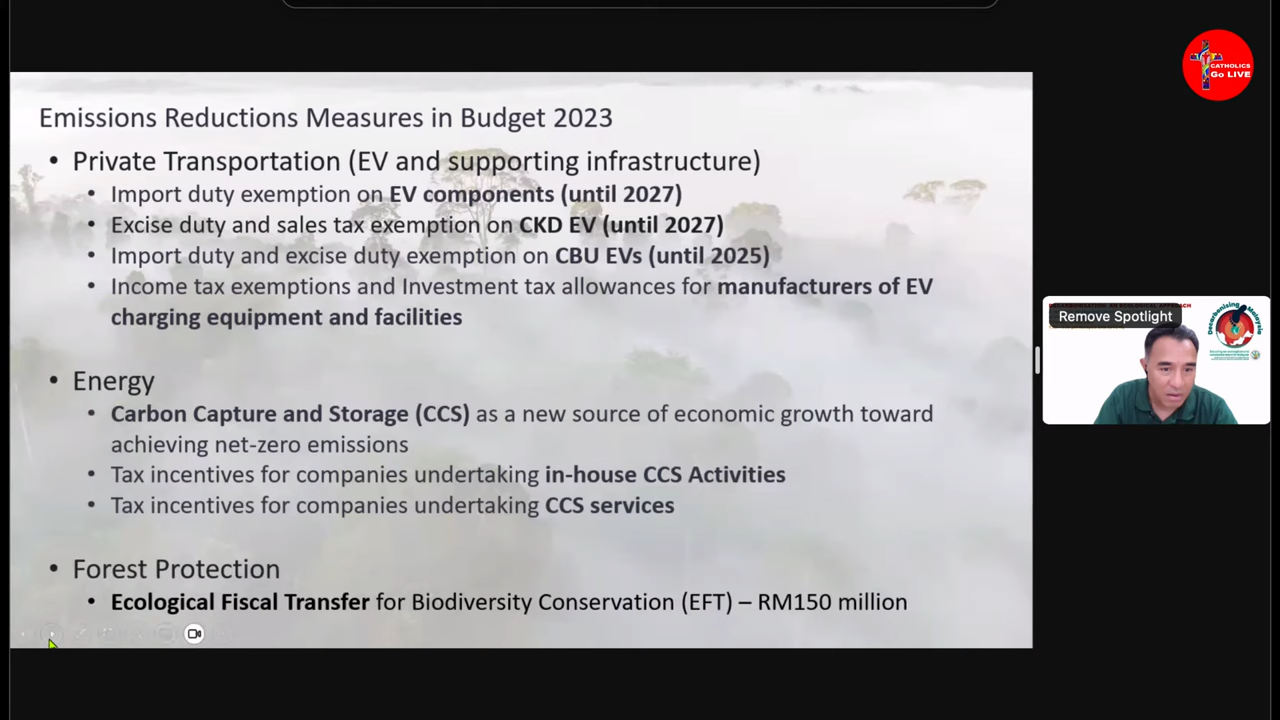 CATHOLICS
Go LIVE
Emissions Reductions Measures in Budget 2023
• Private Transportation (EV and supporting infrastructure)
• Import duty exemption on EV components (until 2027)
• Excise duty and sales tax exemption on CKD EV (until 2027)
• Import duty and excise duty exemption on CBU EVs (until 2025)
• Income tax exemptions and Investment tax allowances for manufacturers of EV
charging equipment and facilities
• Energy
• Carbon Capture and Storage (CCS) as a new source of economic growth toward
achieving net-zero emissions
• Tax incentives for companies undertaking in-house CCS Activities
• Tax incentives for companies undertaking CCS services
• Forest Protection
• Ecological Fiscal Transfer for Biodiversity Conservation (EFT) – RM150 million
Remove Spotlight
Decarbonising Malaysia